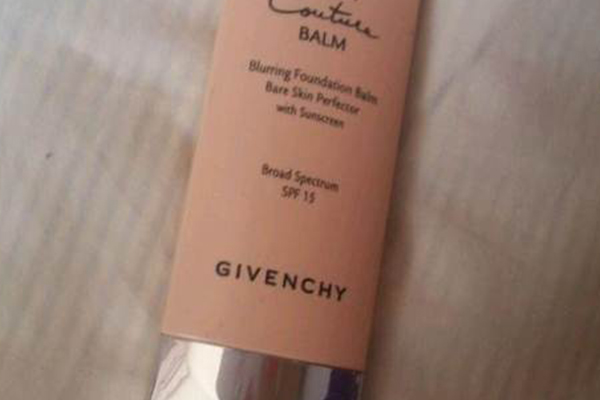 Couture
BALM
Blurring Foundation Balm
Bare Skin Perfector
with Sunscreen
Broad Spectrum
SPF 15
GIVENCHY